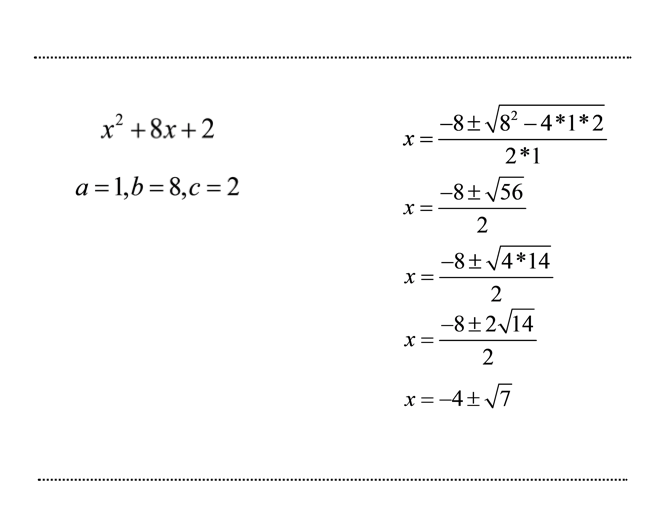 x² + 8x + 2
a = 1, b = 8, c = 2
x = (−8 ± √(8² − 4*1*2)) / (2*1)
x = (−8 ± √56) / 2
x = (−8 ± √(4*14)) / 2
x = (−8 ± 2√14) / 2
x = −4 ± √7